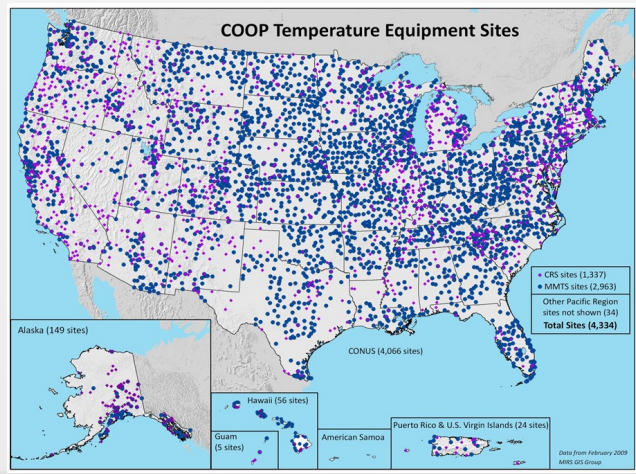 COOP Temperature Equipment Sites
CRS sites (1,337)
MMTS sites (2,963)
Other Pacific Region
sites not shown (34)
Total Sites (4,334)
CONUS (4,066 sites)
Alaska (149 sites)
Hawaii (56 sites)
Guam
(5 sites)
American Samoa
Puerto Rico & U.S. Virgin Islands (24 sites)
Data from February 2009
MIRS GIS Group